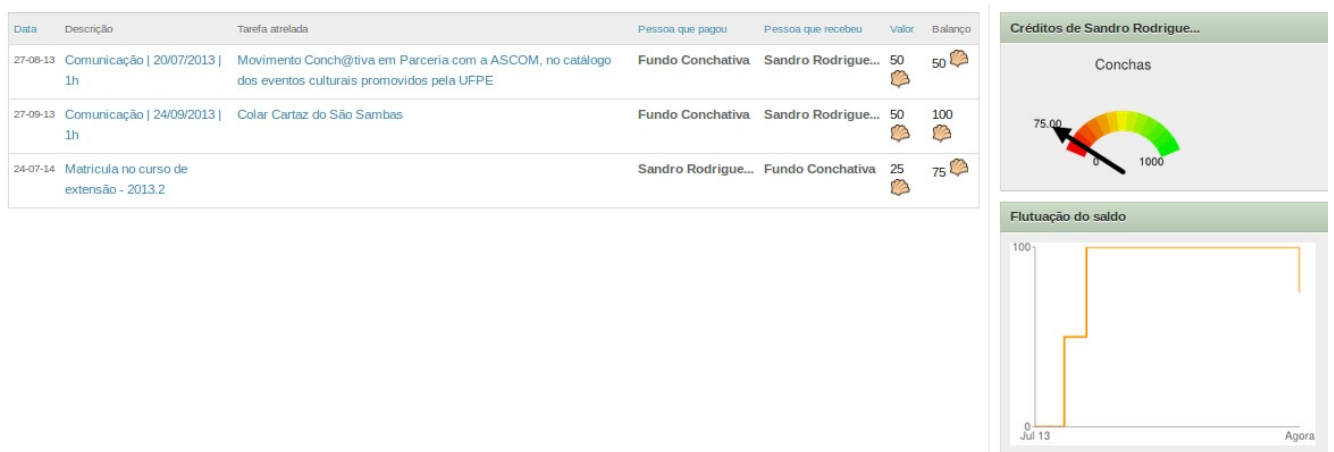 Data Descrição Tarefa atrelada Pessoa que pagou Pessoa que recebeu Valor Balanço
27-08-13 Comunicação | 20/07/2013 | Movimento Conch@tiva em Parceria com a ASCOM, no catálogo Fundo Conchativa Sandro Rodrigue... 50 50
1h dos eventos culturais promovidos pela UFPE
27-09-13 Comunicação | 24/09/2013 | Colar Cartaz do São Sambas Fundo Conchativa Sandro Rodrigue... 50 100
1h
24-07-14 Matricula no curso de Sandro Rodrigue... Fundo Conchativa 25 75
extensão - 2013.2
Créditos de Sandro Rodrigue...
Conchas
75.00
0 1000
Flutuação do saldo
100
0
Jul 13 Agora